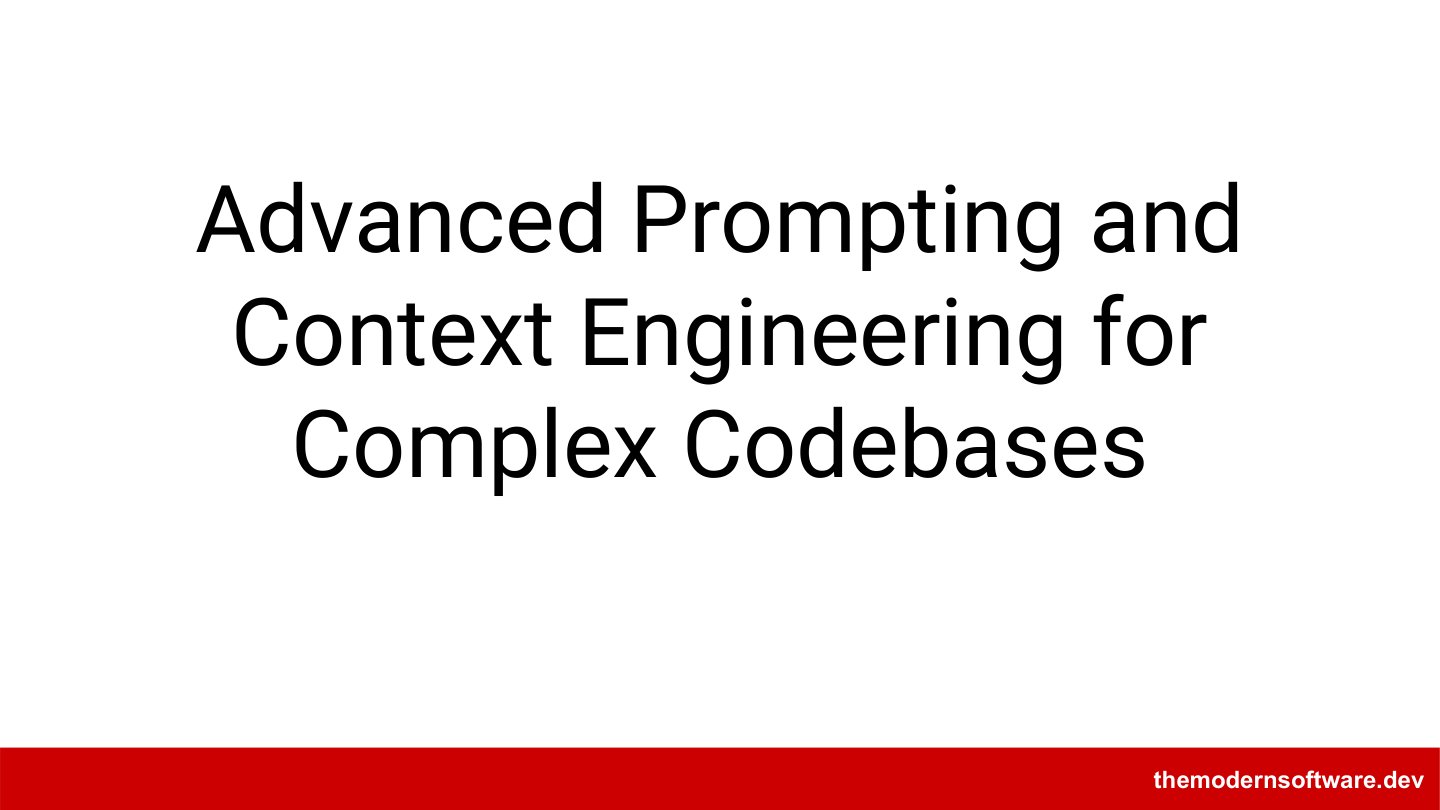 Advanced Prompting and
Context Engineering for
Complex Codebases
themodernsoftware.dev